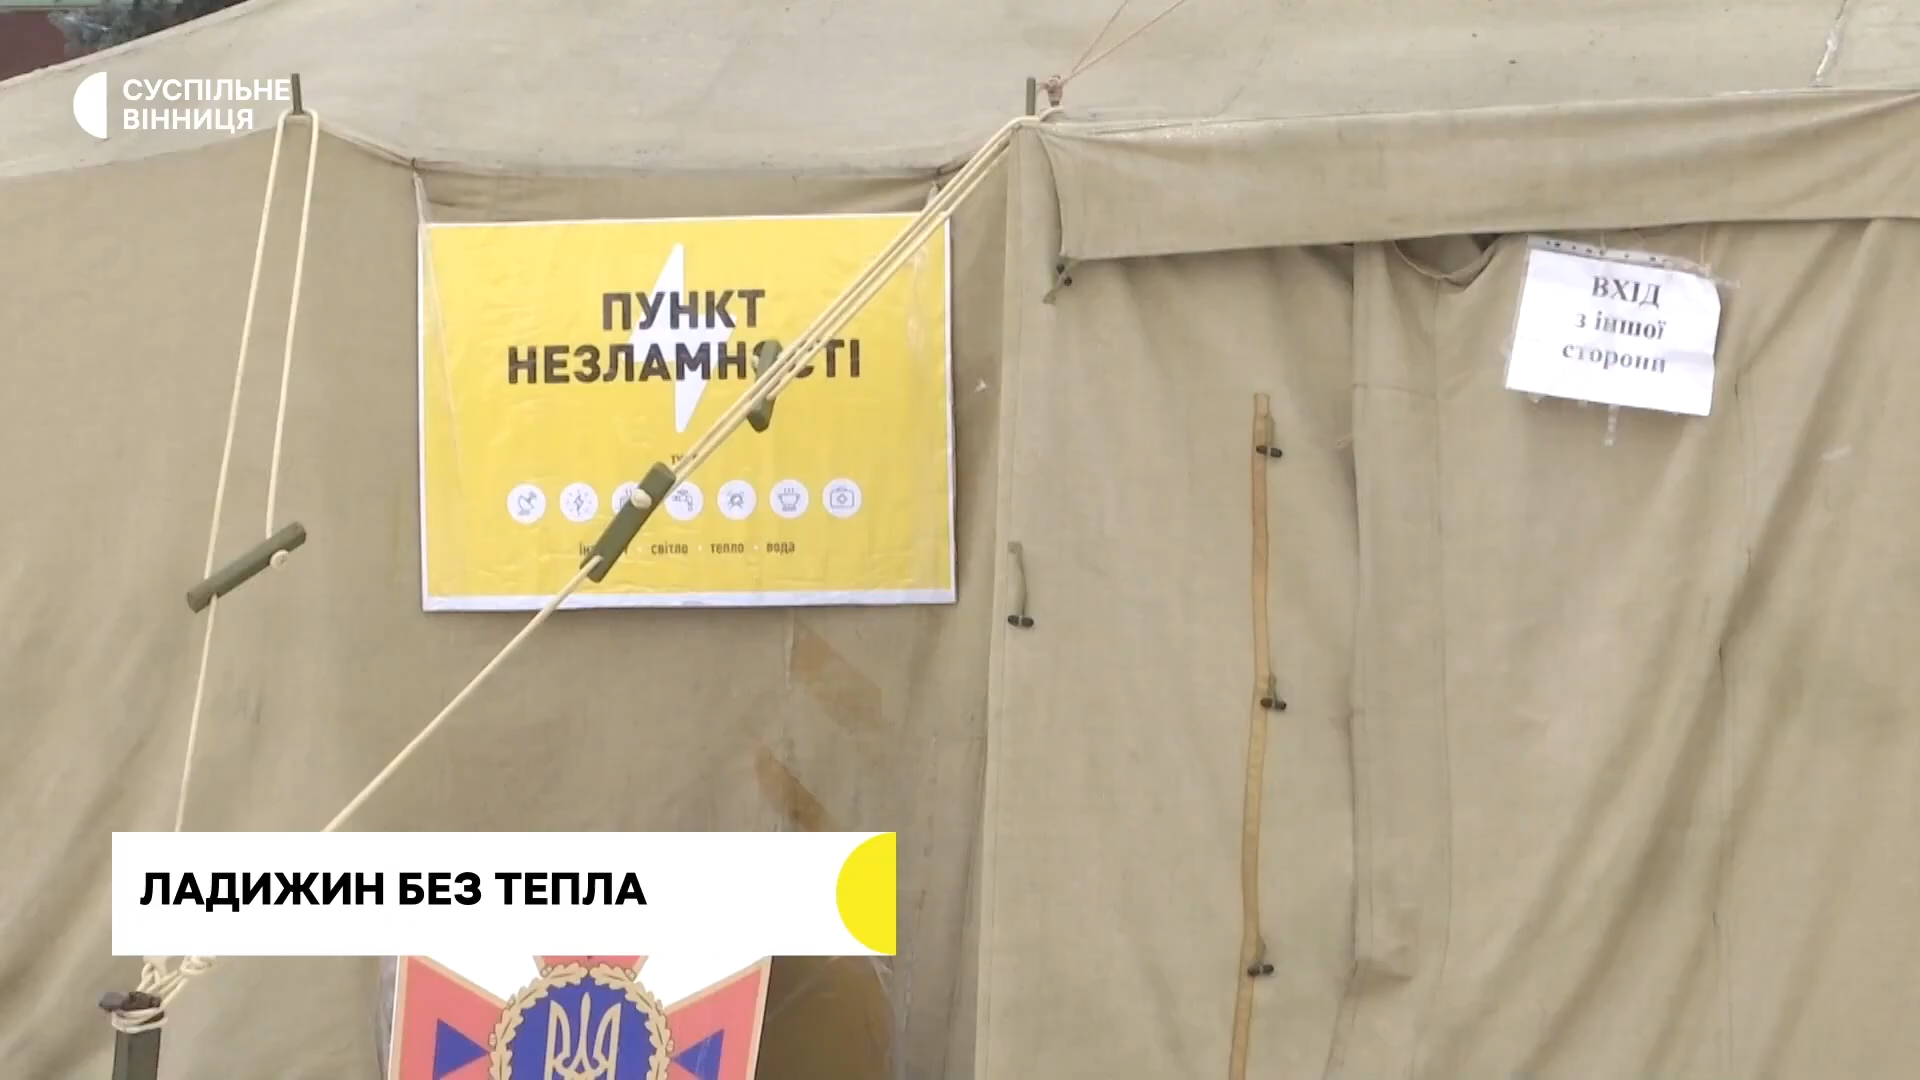 СУСПІЛЬНЕ
ВІННИЦЯ
ПУНКТ
НЕЗЛАМНОСТІ
світло · тепло · вода
ВХІД
з іншої
сторони
ЛАДИЖИН БЕЗ ТЕПЛА